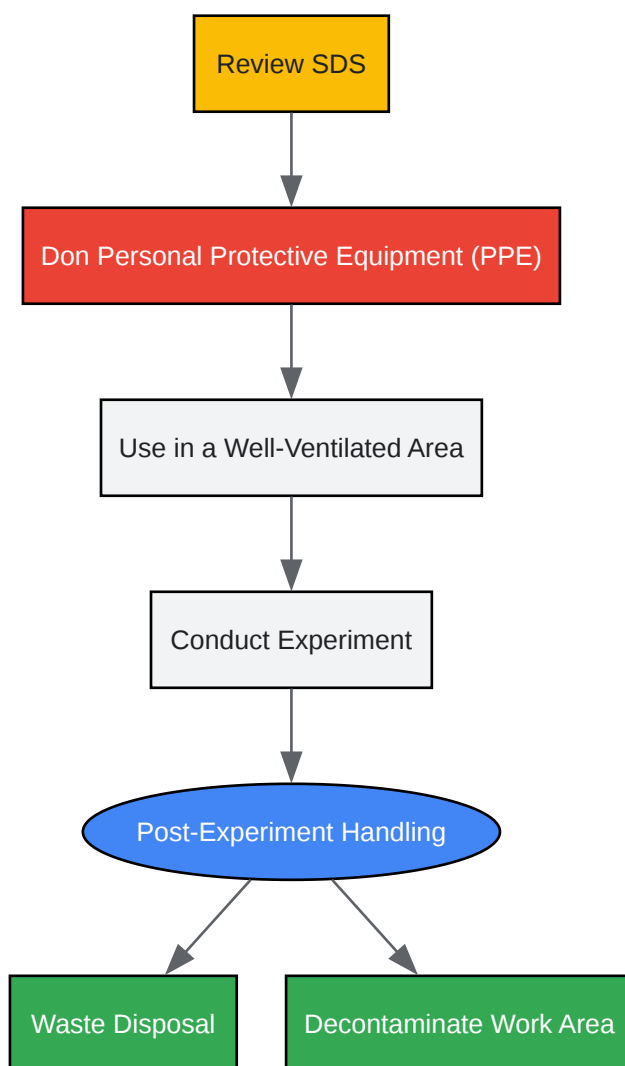 Review SDS
Don Personal Protective Equipment (PPE)
Use in a Well-Ventilated Area
Conduct Experiment
Post-Experiment Handling
Waste Disposal
Decontaminate Work Area